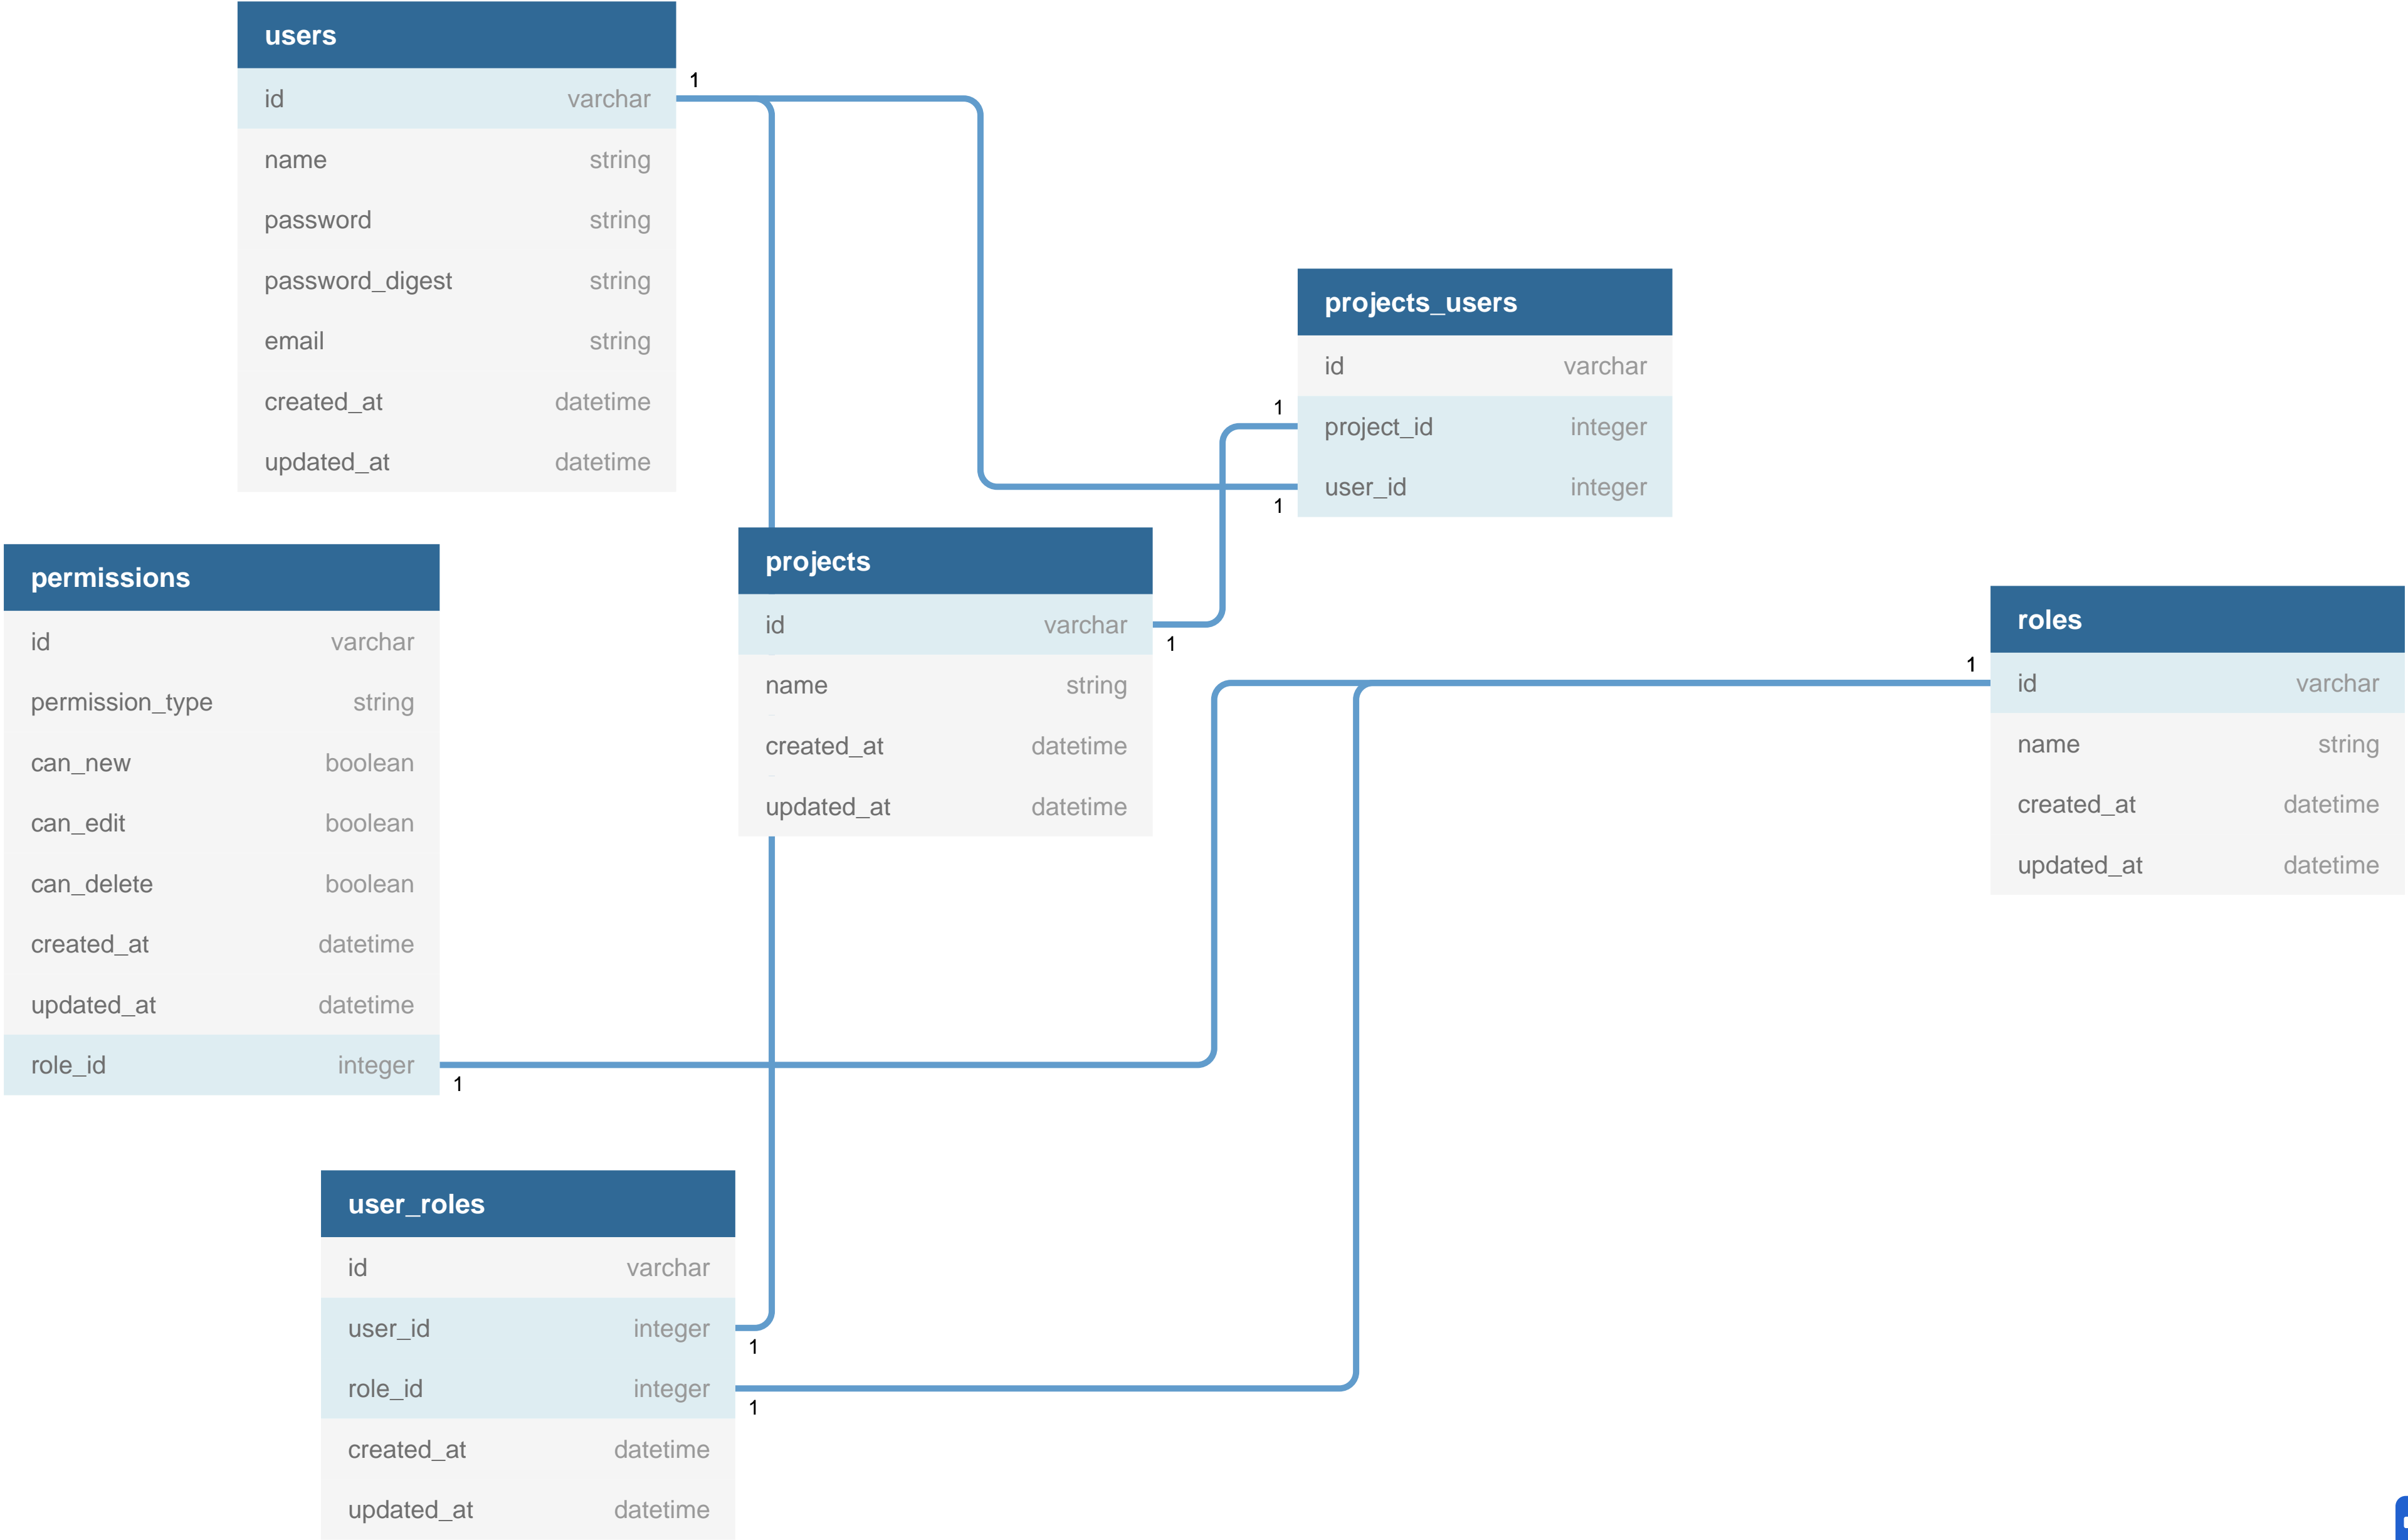 users
1
id varchar
name string
password string
password_digest string
email string
created_at datetime
updated_at datetime
projects_users
id varchar
1
project_id integer
user_id integer
1
permissions
id varchar
permission_type string
can_new boolean
can_edit boolean
can_delete boolean
created_at datetime
updated_at datetime
role_id integer
1
projects
id varchar
1
name string
created_at datetime
updated_at datetime
roles
1
id varchar
name string
created_at datetime
updated_at datetime
user_roles
id varchar
user_id integer
1
role_id integer
1
created_at datetime
updated_at datetime